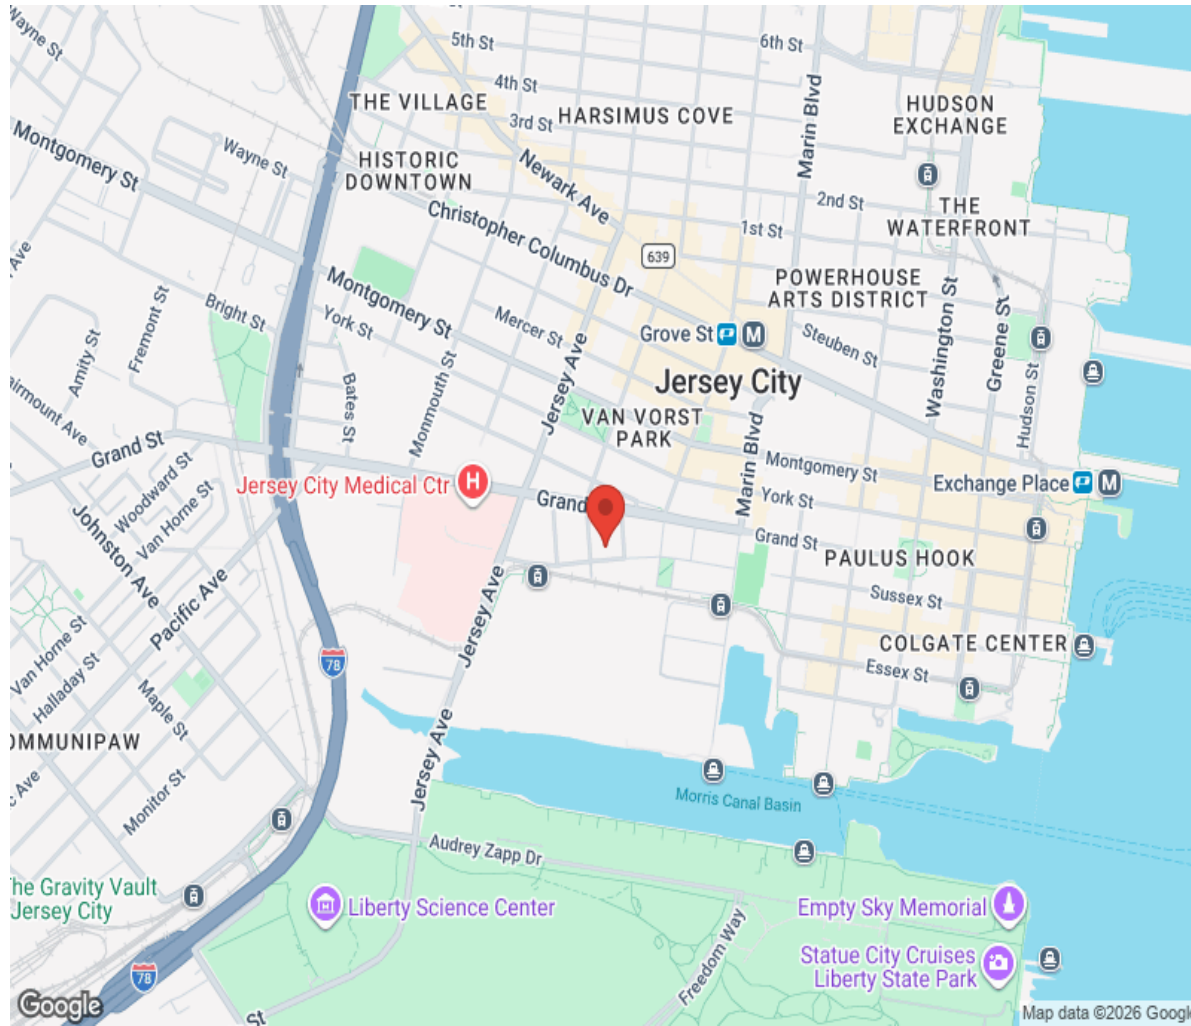 5th St
6th St
Wayne St
4th St
THE VILLAGE
HARSIMUS COVE
3rd St
HUDSON
EXCHANGE
Marin Blvd
Montgomery St
Wayne St
HISTORIC
DOWNTOWN
Newark Ave
2nd St
THE
WATERFRONT
Christopher Columbus Dr
1st St
Ave
639
POWERHOUSE
ARTS DISTRICT
Montgomery St
Bright St
York St
Mercer St
Fremont St
Amity St
Grove St
M
Steuben St
Washington St
Greene St
Hudson St
Jersey City
Jersey Ave
Bates St
Monmouth St
VAN VORST
PARK
airmount Ave
Grand St
Marin Blvd
Montgomery St
Woodward St
Van Horne St
Jersey City Medical Ctr
H
Grand
York St
Exchange Place
M
Johnston Ave
Grand St
PAULUS HOOK
Pacific Ave
Jersey Ave
Sussex St
COLGATE CENTER
Essex St
Van Horne St
Halladay St
78
Maple St
OMMUNIPAW
Jersey Ave
c Ave
Monitor St
Morris Canal Basin
Audrey Zapp Dr
The Gravity Vault
Jersey City
Liberty Science Center
Freedom Way
Empty Sky Memorial
Statue City Cruises
Liberty State Park
78
Google
St
Map data ©2026 Google